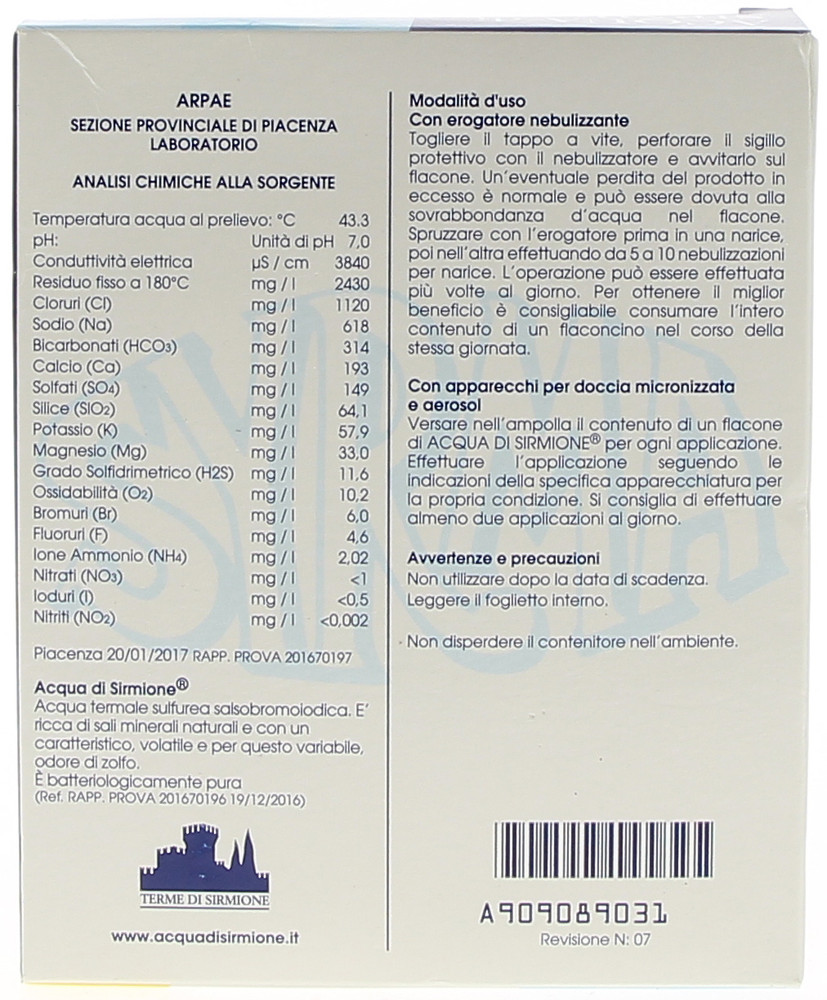 ARPAE
SEZIONE PROVINCIALE DI PIACENZA
LABORATORIO
ANALISI CHIMICHE ALLA SORGENTE
Temperatura acqua al prelievo: °C 43.3
pH: Unità di pH 7,0
Conduttività elettrica µS / cm 3840
Residuo fisso a 180°C mg / l 2430
Cloruri (Cl) mg / l 1120
Sodio (Na) mg / l 618
Bicarbonati (HCO3) mg / l 314
Calcio (Ca) mg / l 193
Solfati (SO4) mg / l 149
Silice (SIO2) mg / l 64,1
Potassio (K) mg / l 57,9
Magnesio (Mg) mg / l 33,0
Grado Solfidrimetrico (H2S) mg / l 11,6
Ossidabilità (O2) mg / l 10,2
Bromuri (Br) mg / l 6,0
Fluoruri (F) mg / l 4,6
Ione Ammonio (NH4) mg / l 2,02
Nitrati (NO3) mg / l <1
Ioduri (I) mg / l <0,5
Nitriti (NO2) mg / l <0,002
Piacenza 20/01/2017 RAPP. PROVA 201670197
Acqua di Sirmione®
Acqua termale sulfurea salsobromoiodica. E'
ricca di sali minerali naturali e con un
caratteristico, volatile e per questo variabile,
odore di zolfo.
È batteriologicamente pura
(Ref. RAPP. PROVA 201670196 19/12/2016)
TERME DI SIRMIONE
www.acquadisirmione.it
Modalità d'uso
Con erogatore nebulizzante
Togliere il tappo a vite, perforare il sigillo
protettivo con il nebulizzatore e avvitarlo sul
flacone. Un'eventuale perdita del prodotto in
eccesso è normale e può essere dovuta alla
sovrabbondanza d'acqua nel flacone.
Spruzzare con l'erogatore prima in una narice,
poi nell'altra effettuando da 5 a 10 nebulizzazioni
per narice. L'operazione può essere effettuata
più volte al giorno. Per ottenere il miglior
beneficio è consigliabile consumare l'intero
contenuto di un flaconcino nel corso della
stessa giornata.
Con apparecchi per doccia micronizzata
e aerosol
Versare nell'ampolla il contenuto di un flacone
di ACQUA DI SIRMIONE® per ogni applicazione.
Effettuare l'applicazione seguendo le
indicazioni della specifica apparecchiatura per
la propria condizione. Si consiglia di effettuare
almeno due applicazioni al giorno.
Avvertenze e precauzioni
Non utilizzare dopo la data di scadenza.
Leggere il foglietto interno.
Non disperdere il contenitore nell'ambiente.
A909089031
Revisione N: 07